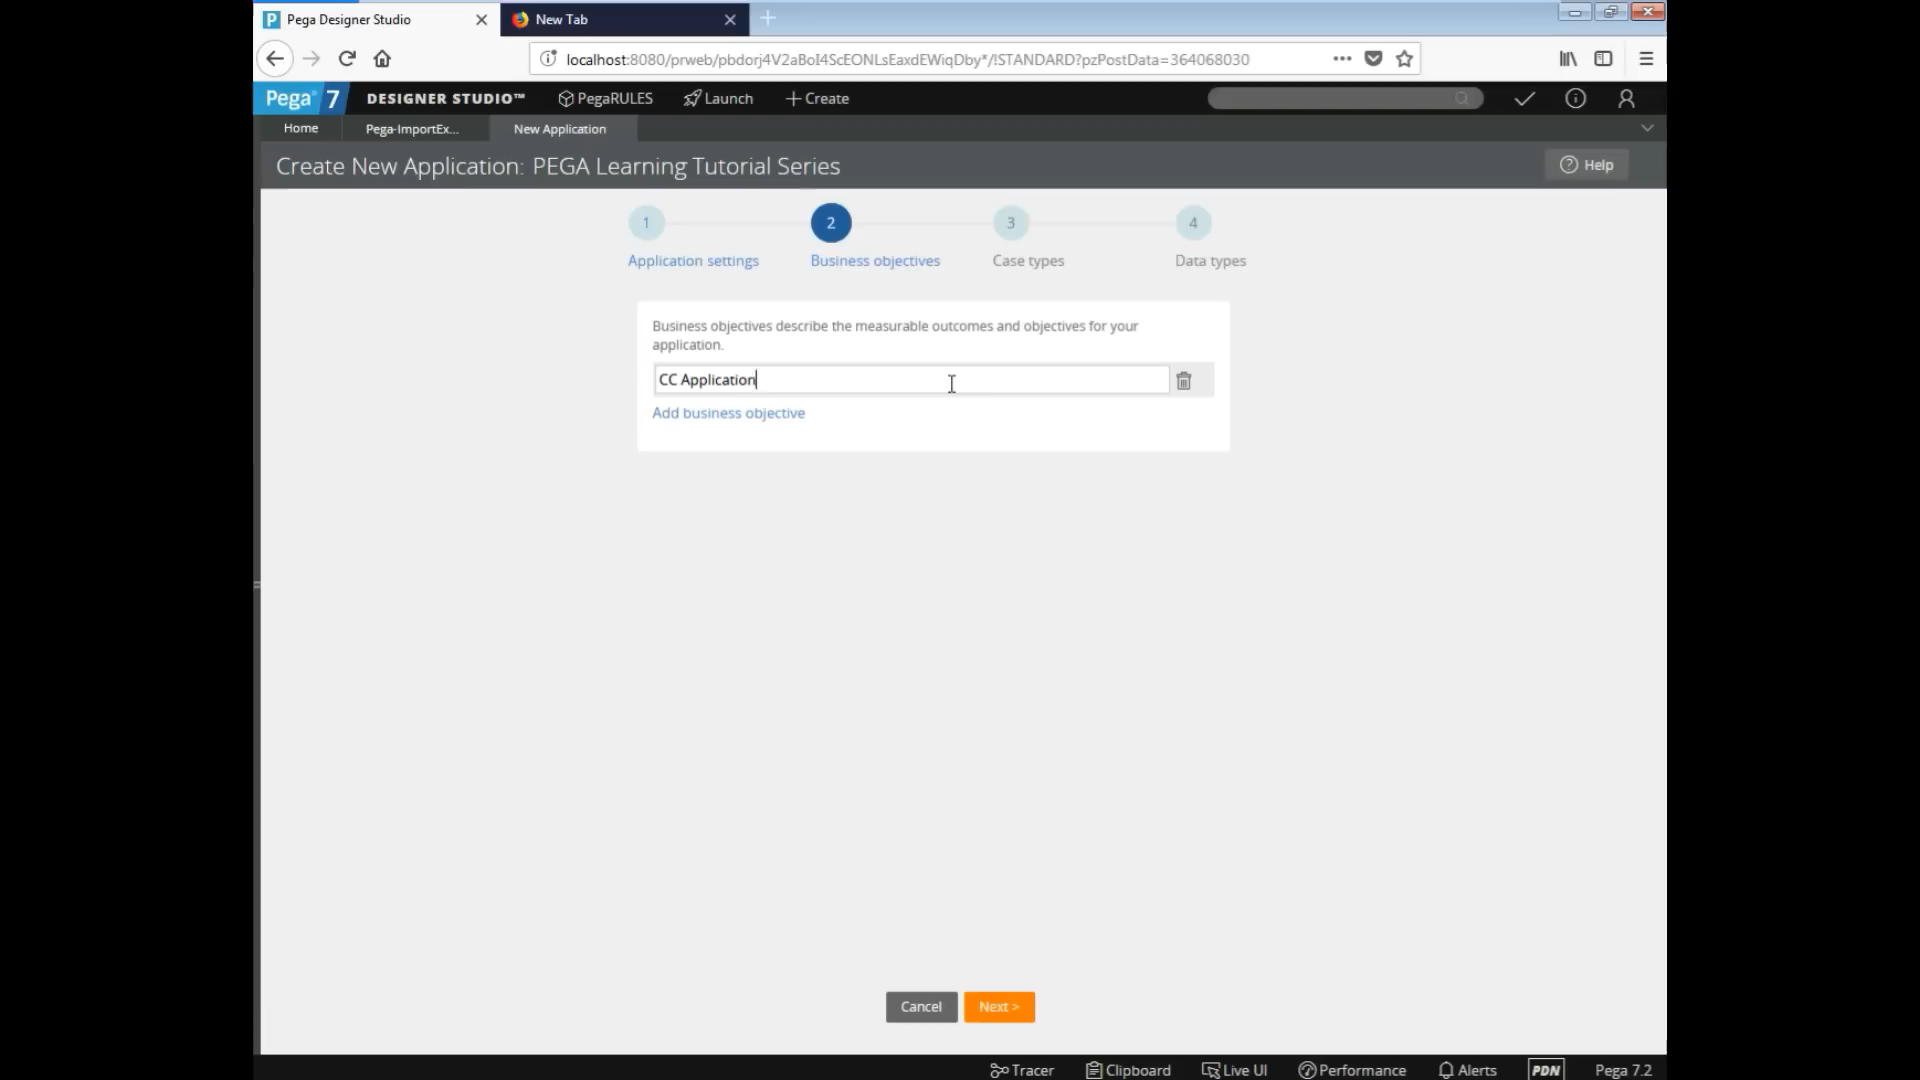 Pega Designer Studio
New Tab
localhost:8080/prweb/pbdorj4V2aBoI4ScEONLsEaxdEWiqDby*/!STANDARD?pzPostData=364068030
Pega 7 DESIGNER STUDIO™ PegaRULES Launch + Create
Home Pega-ImportEx... New Application
Create New Application: PEGA Learning Tutorial Series
Help
1 2 3 4
Application settings Business objectives Case types Data types
Business objectives describe the measurable outcomes and objectives for your
application.
CC Application
Add business objective
Cancel Next >
Tracer Clipboard Live UI Performance Alerts PDN Pega 7.2